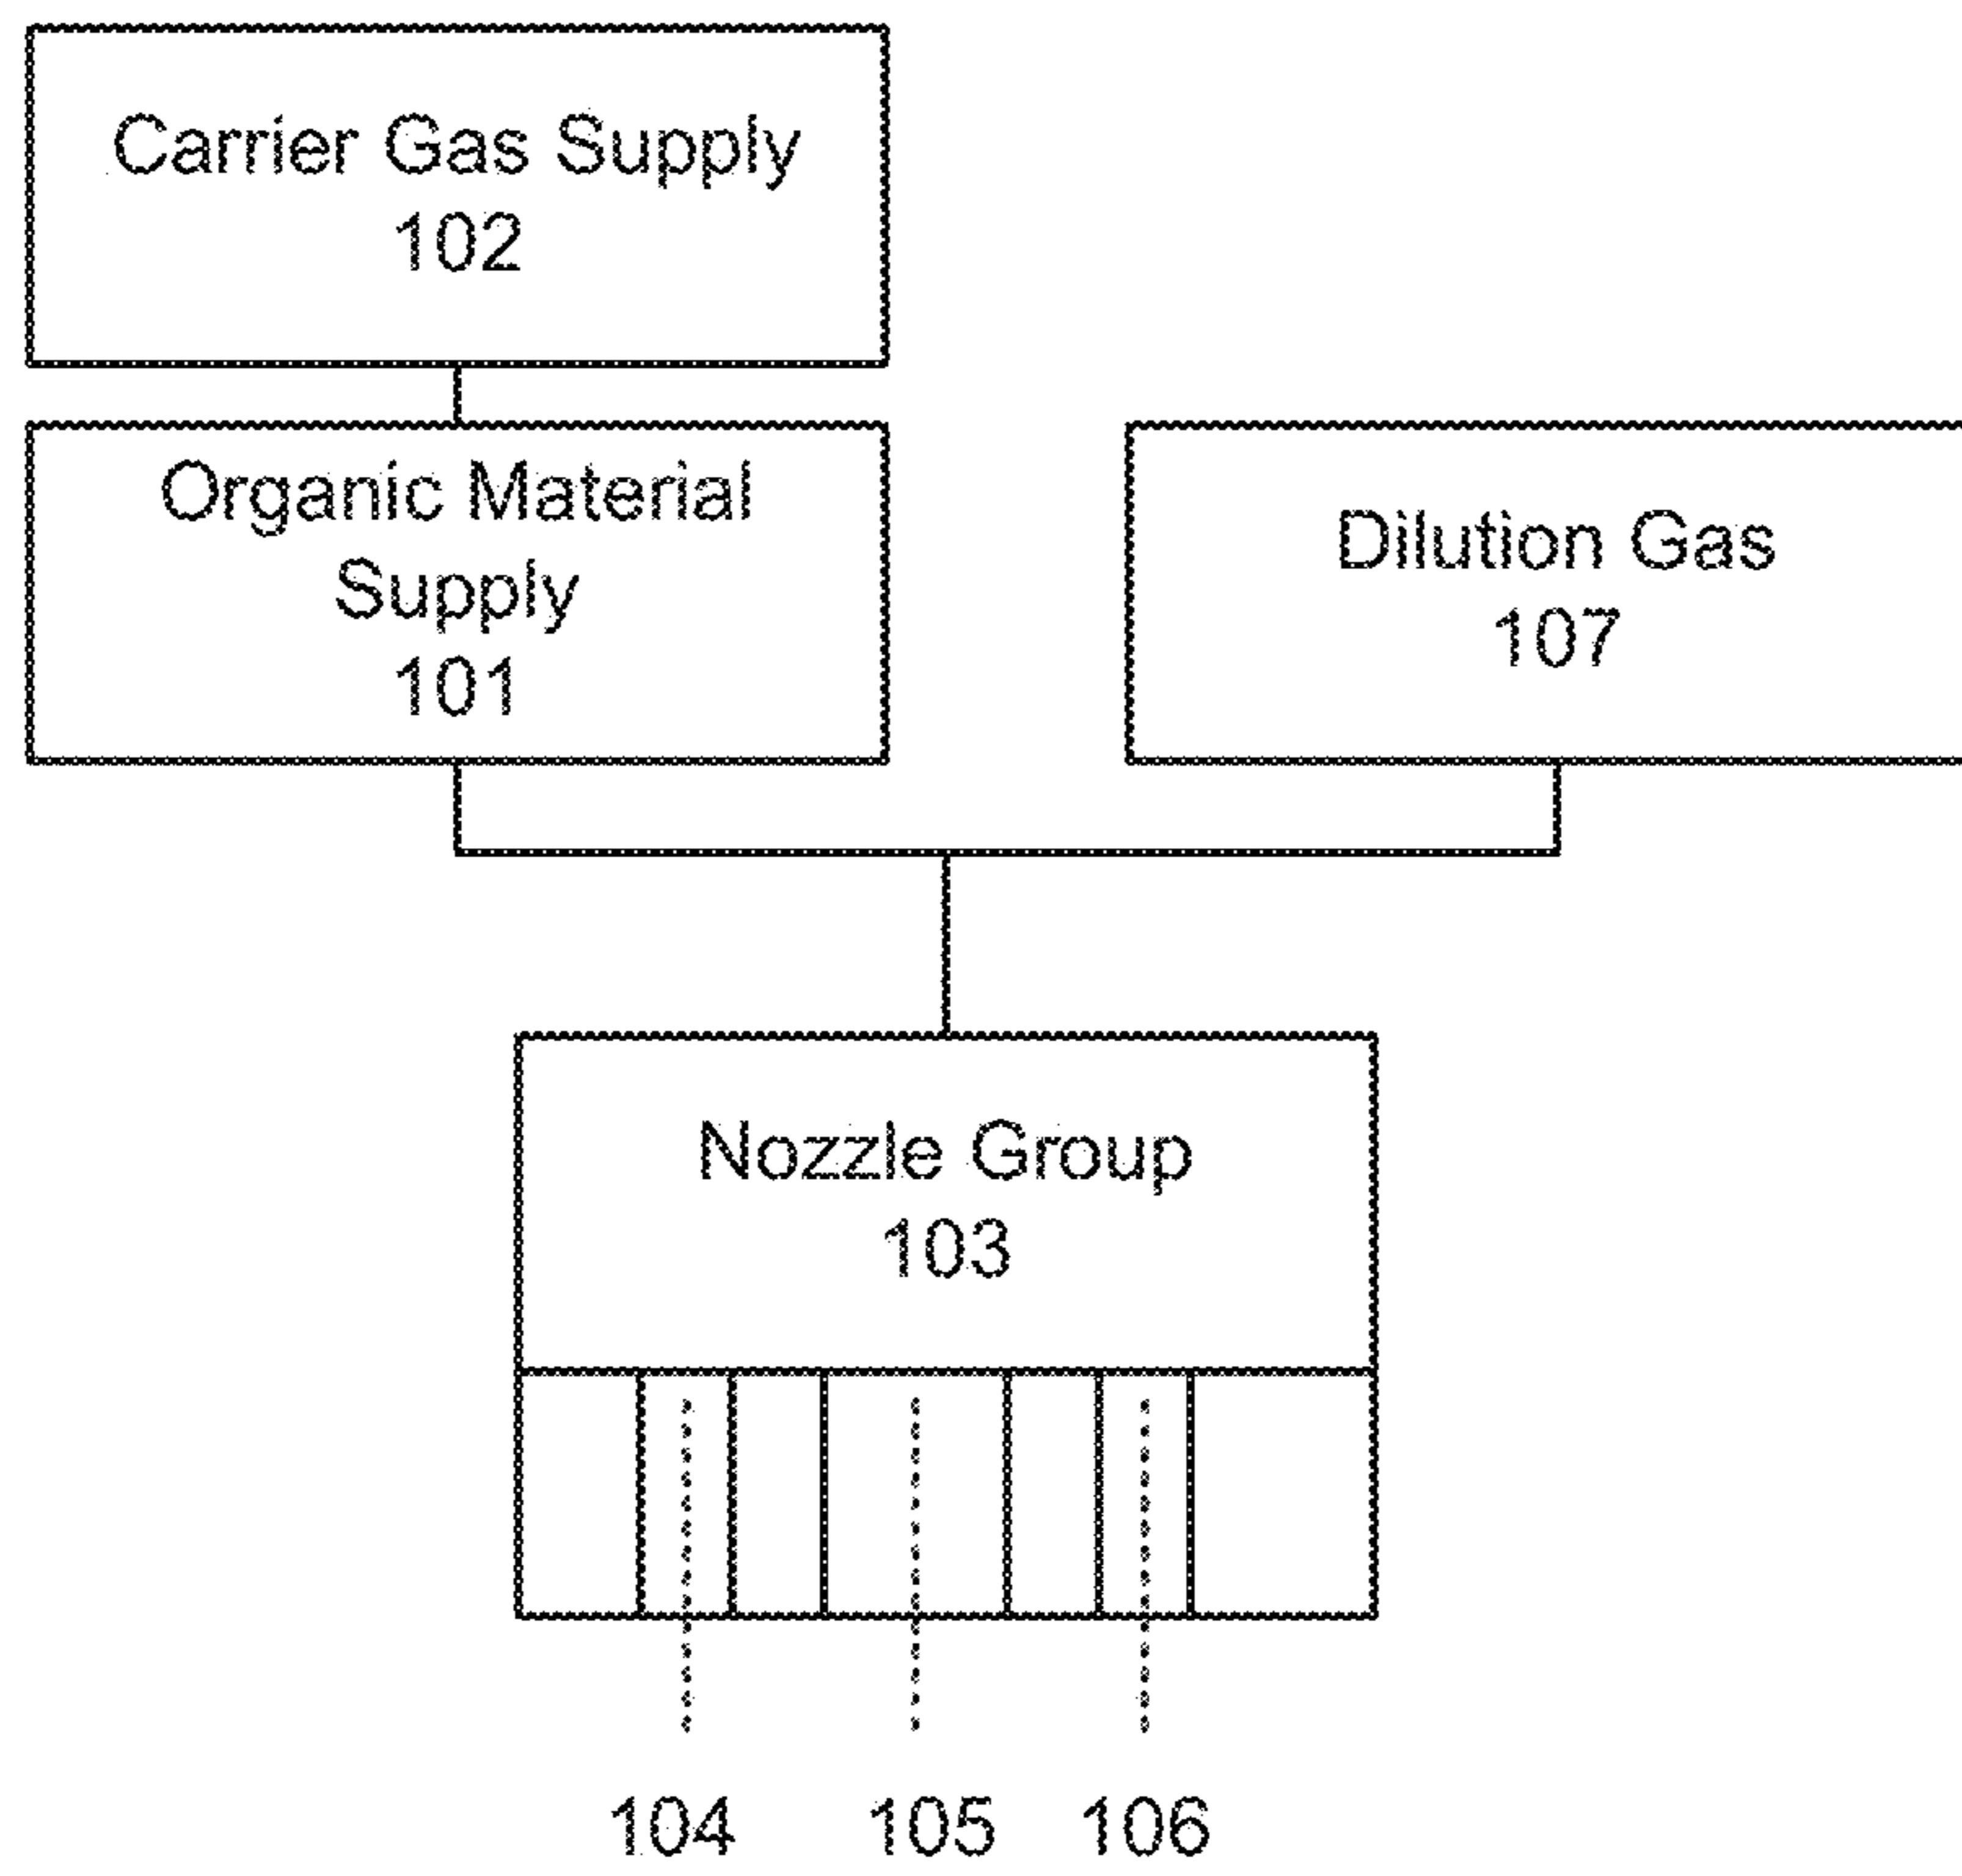 Carrier Gas Supply
102
Organic Material
Supply
101
Dilution Gas
107
Nozzle Group
103
104 105 106